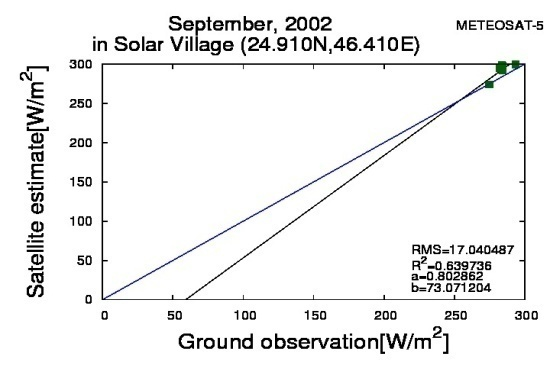 September, 2002
METEOSAT-5
in Solar Village (24.910N,46.410E)
Satellite estimate[W/m²]
300
250
200
150
100
50
0
RMS=17.040487
R²=0.639736
a=0.802862
b=73.071204
0 50 100 150 200 250 300
Ground observation[W/m²]